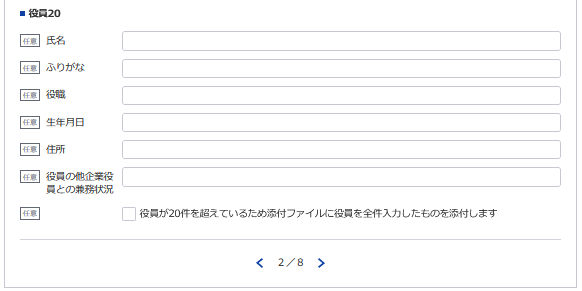 役員20
任意 氏名
任意 ふりがな
任意 役職
任意 生年月日
任意 住所
任意 役員の他企業役
員との兼務状況
任意 役員が20件を超えているため添付ファイルに役員を全件入力したものを添付します
2／8